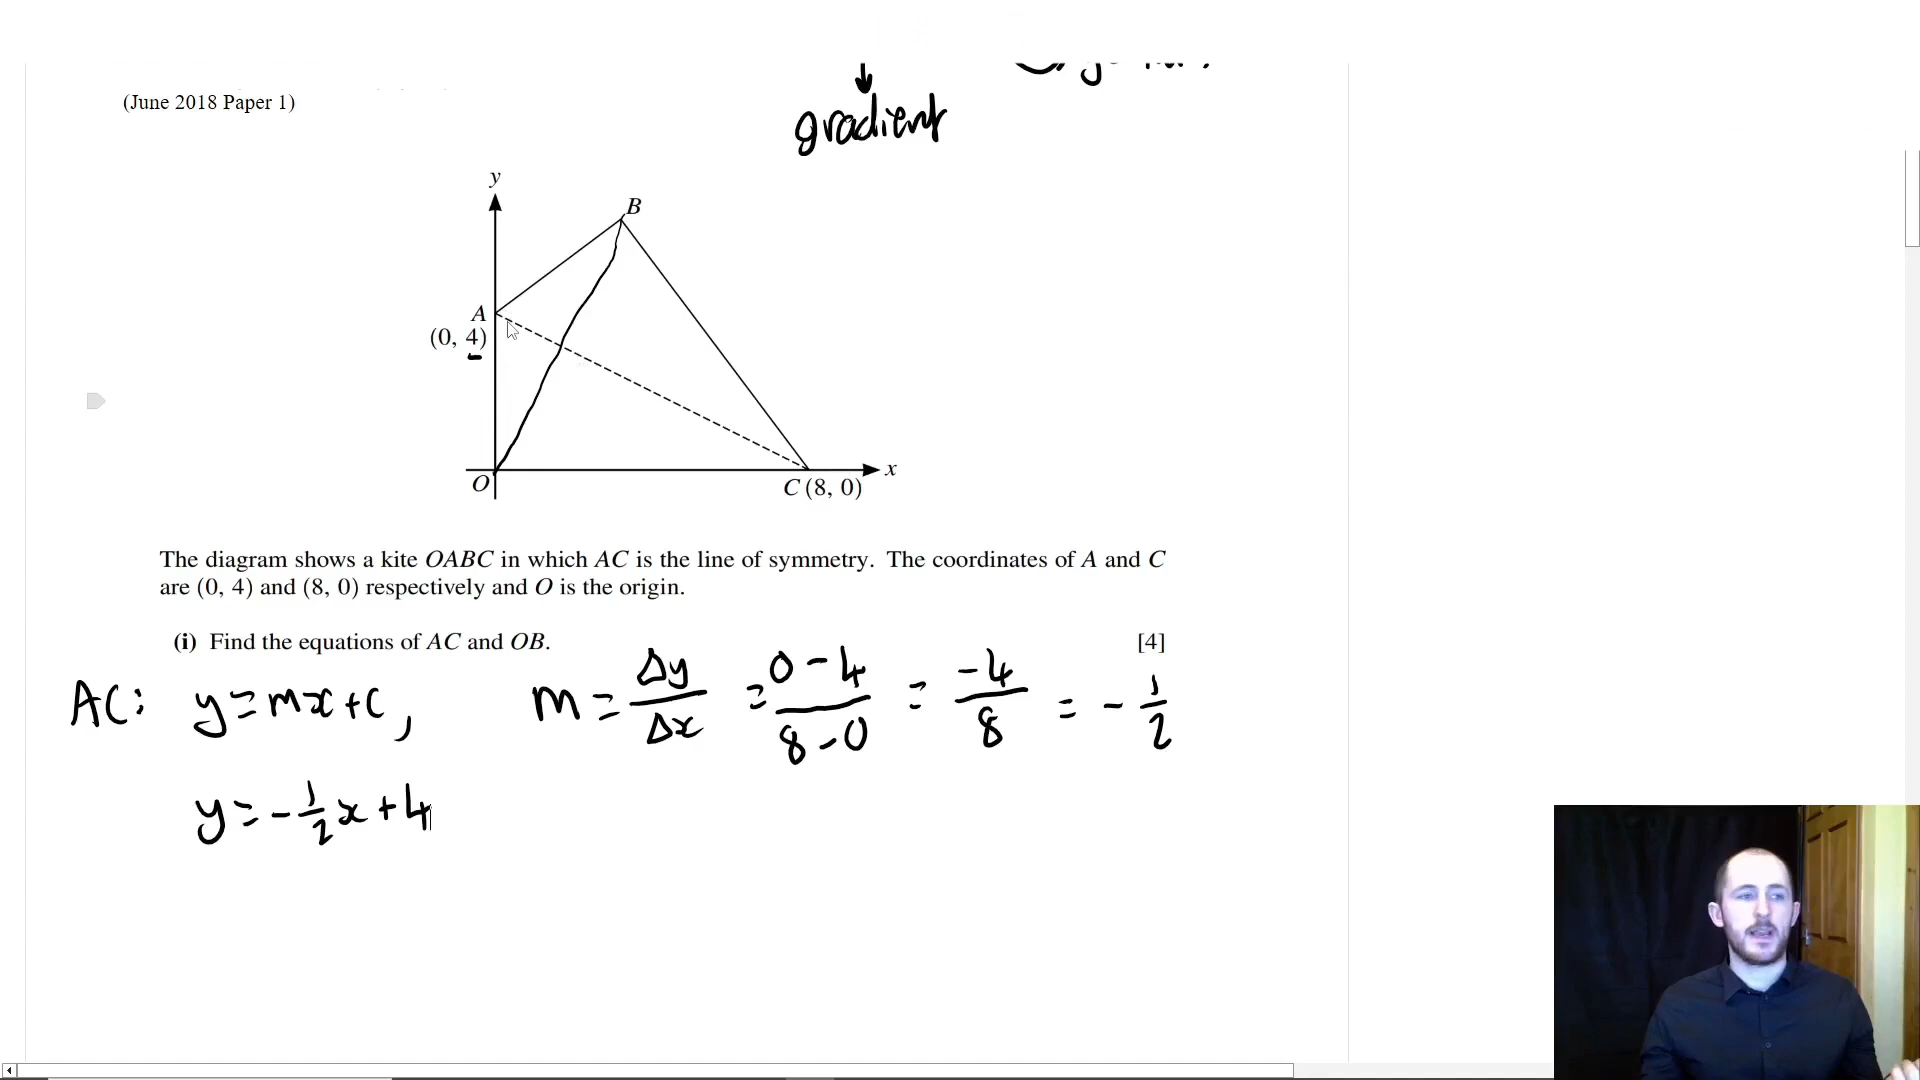 gradient
(June 2018 Paper 1)
y
B
A
(0, 4)
O
x
C (8, 0)
The diagram shows a kite OABC in which AC is the line of symmetry. The coordinates of A and C
are (0, 4) and (8, 0) respectively and O is the origin.
(i) Find the equations of AC and OB. [4]
AC: y=mx+c, m = Δy/Δx = 0-4/8-0 = -4/8 = -1/2
y=-1/2x+4